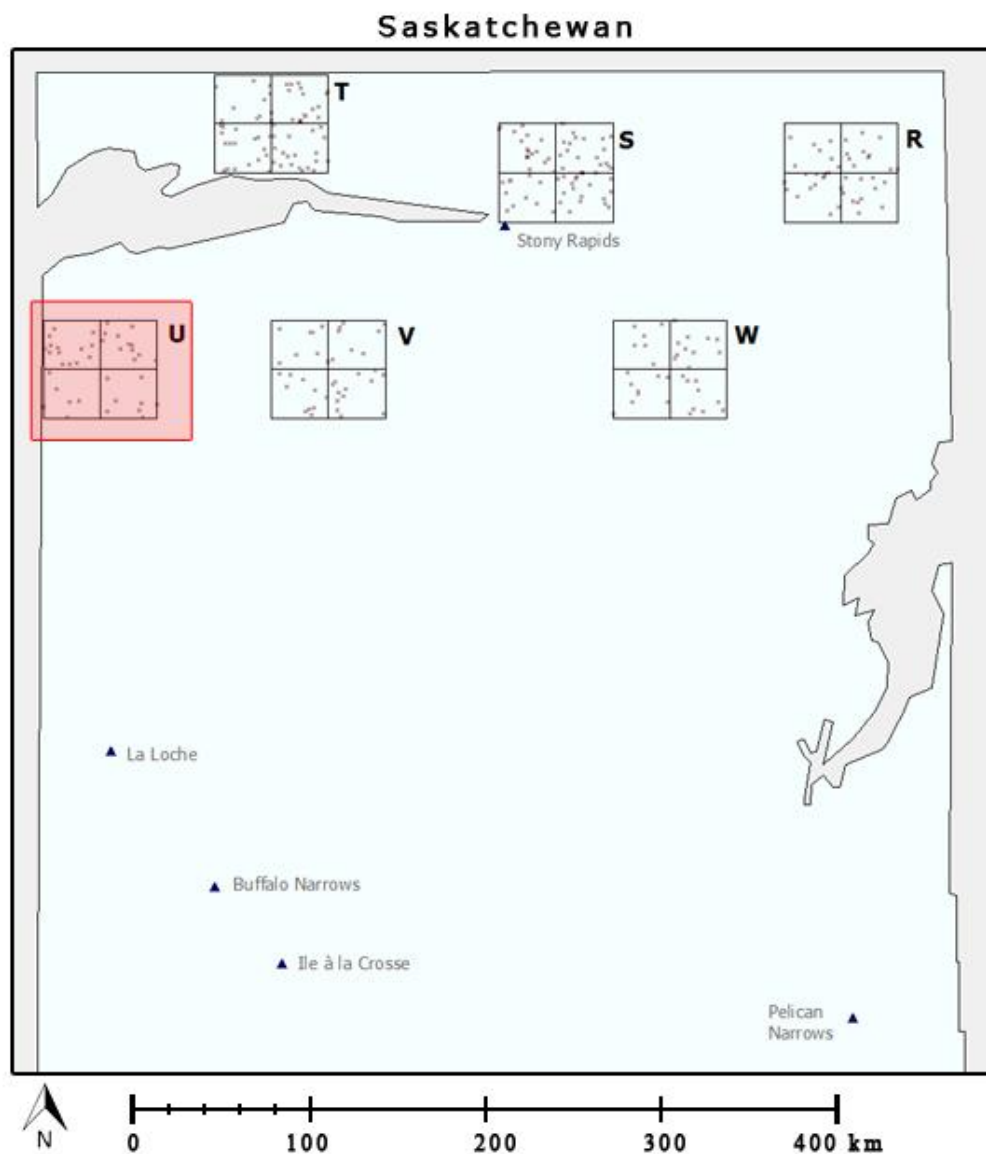 Saskatchewan
T
S
R
Stony Rapids
U
V
W
La Loche
Buffalo Narrows
Ile à la Crosse
Pelican
Narrows
N
0 100 200 300 400 km